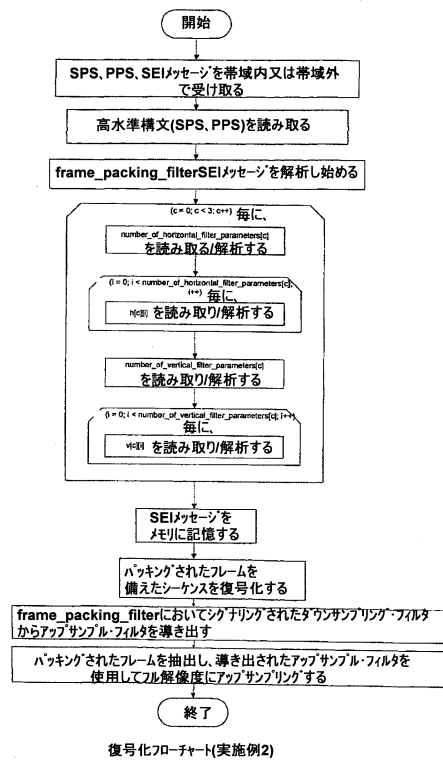 開始
SPS、PPS、SEIメッセージを帯域内又は帯域外
で受け取る
高水準構文(SPS、PPS)を読み取る
frame_packing_filterSEIメッセージを解析し始める
(c = 0; c < 3; c++) 毎に、
number_of_horizontal_filter_parameters[c]
を読み取る/解析する
(i = 0; i < number_of_horizontal_filter_parameters[c];
i++) 毎に、
h[c][i] を読み取り/解析する
number_of_vertical_filter_parameters[c]
を読み取り/解析する
(i = 0; i < number_of_vertical_filter_parameters[c]; i++)
毎に、
v[c][i] を読み取り/解析する
SEIメッセージを
メモリに記憶する
パッキングされたフレームを
備えたシーケンスを復号化する
frame_packing_filterにおいてシグナリングされたダウンサンプリング・フィルタ
からアップサンプル・フィルタを導き出す
パッキングされたフレームを抽出し、導き出されたアップサンプル・フィルタを
使用してフル解像度にアップサンプリングする
終了
復号化フローチャート(実施例2)